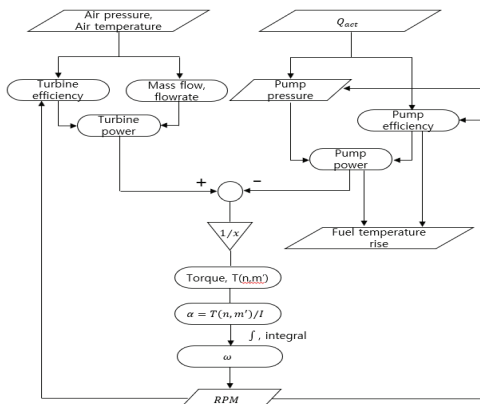 Air pressure,
Air temperature
Q_act
Turbine
efficiency
Mass flow,
flowrate
Pump
pressure
Pump
efficiency
Turbine
power
Pump
power
+
−
1/x
Fuel temperature
rise
Torque, T(n,m′)
α = T(n, m′)/I
∫, integral
ω
RPM